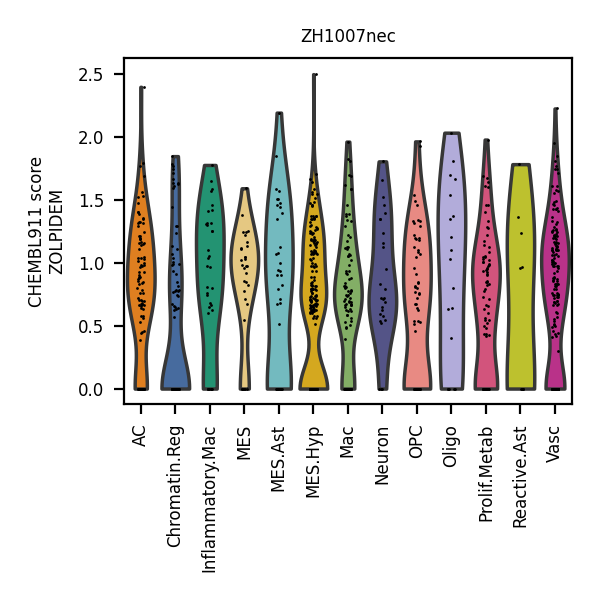 ZH1007nec
CHEMBL911 score
ZOLPIDEM
2.5
2.0
1.5
1.0
0.5
0.0
AC
Chromatin.Reg
Inflammatory.Mac
MES
MES.Ast
MES.Hyp
Mac
Neuron
OPC
Oligo
Prolif.Metab
Reactive.Ast
Vasc